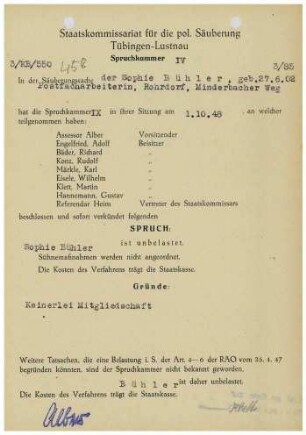 Staatskommissariat für die pol. Säuberung
Tübingen-Lustnau
Spruchkammer IV
3/RB/550 458 3/85
In der Säuberungssache der Sophie Bühler, geb.27.6.02
Postfacharbeiterin, Rohrdorf, Minderbacher Weg
hat die Spruchkammer IX in ihrer Sitzung am 1.10.48 an welcher
teilgenommen haben:
Assessor Alber Vorsitzender
Engelfried, Adolf Beisitzer
Bäder, Richard "
Konz, Rudolf "
Märkle, Karl "
Eisele, Wilhelm "
Klett, Martin "
Hannemann, Gustav "
Referendar Heim Vertreter des Staatskommissars
beschlossen und sofort verkündet folgenden
SPRUCH:
Sophie Bühler
ist unbelastet.
Sühnemaßnahmen werden nicht angeordnet.
Die Kosten des Verfahrens trägt die Staatskasse.
Gründe:
Keinerlei Mitgliedschaft
Weitere Tatsachen, die eine Belastung i. S. der Art. 4—6 der RAO vom 25. 4. 47
begründen könnten, sind der Spruchkammer nicht bekannt geworden.
Bühler ist daher unbelastet.
Die Kosten des Verfahrens trägt die Staatskasse.